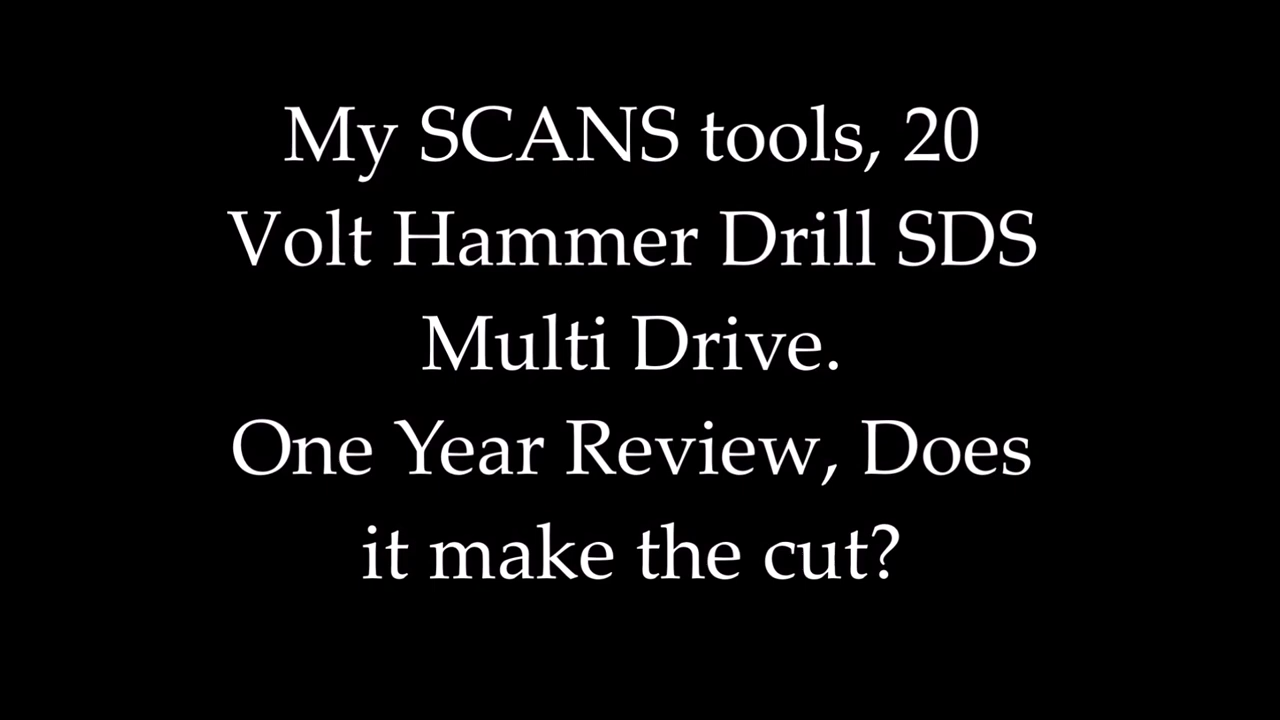 My SCANS tools, 20
Volt Hammer Drill SDS
Multi Drive.
One Year Review, Does
it make the cut?